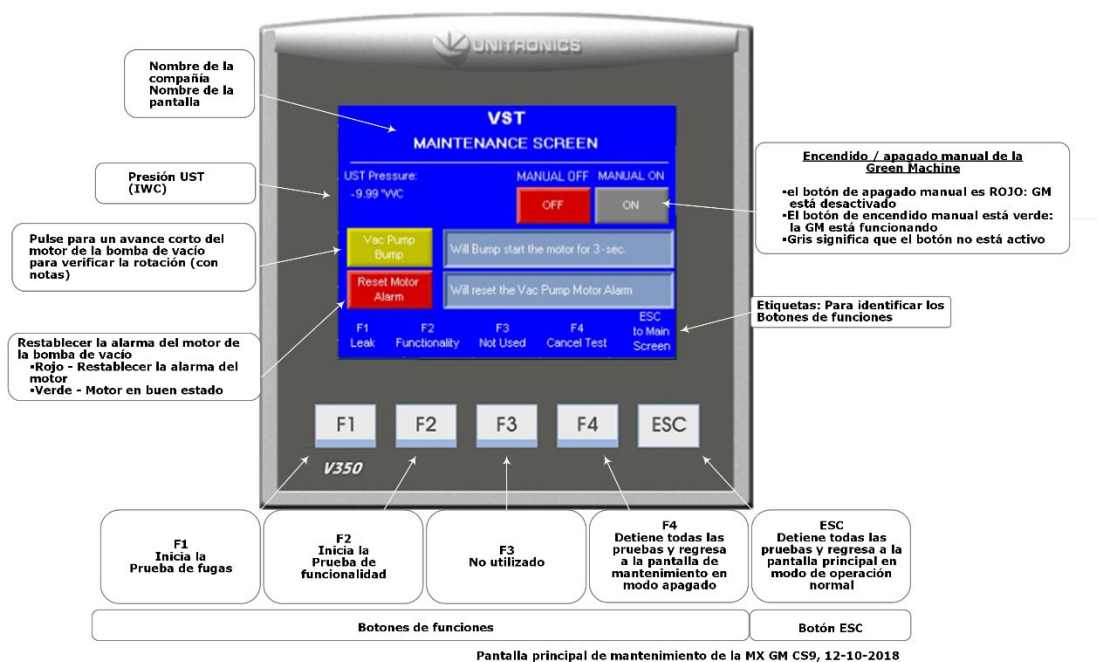 UNITRONICS
Nombre de la
compañía
Nombre de la
pantalla
VST
MAINTENANCE SCREEN
Presión UST
(IWC)
UST Pressure:
-9.99 "WC
MANUAL OFF
MANUAL ON
OFF
ON
Encendido / apagado manual de la
Green Machine
▪el botón de apagado manual es ROJO: GM
está desactivado
▪El botón de encendido manual está verde:
la GM está funcionando
▪Gris significa que el botón no está activo
Pulse para un avance corto del
motor de la bomba de vacío
para verificar la rotación (con
notas)
Vac Pump
Bump
Will Bump start the motor for 3-sec.
Reset Motor
Alarm
Will reset the Vac Pump Motor Alarm
Etiquetas: Para identificar los
Botones de funciones
Restablecer la alarma del motor de
la bomba de vacío
▪Rojo - Restablecer la alarma del
motor
▪Verde - Motor en buen estado
F1
Leak
F2
Functionality
F3
Not Used
F4
Cancel Test
ESC
to Main
Screen
F1
F2
F3
F4
ESC
V350
F1
Inicia la
Prueba de fugas
F2
Inicia la
Prueba de
funcionalidad
F3
No utilizado
F4
Detiene todas las
pruebas y regresa
a la pantalla de
mantenimiento en
modo apagado
ESC
Detiene todas las
pruebas y regresa a la
pantalla principal en
modo de operación
normal
Botones de funciones
Botón ESC
Pantalla principal de mantenimiento de la MX GM CS9, 12-10-2018